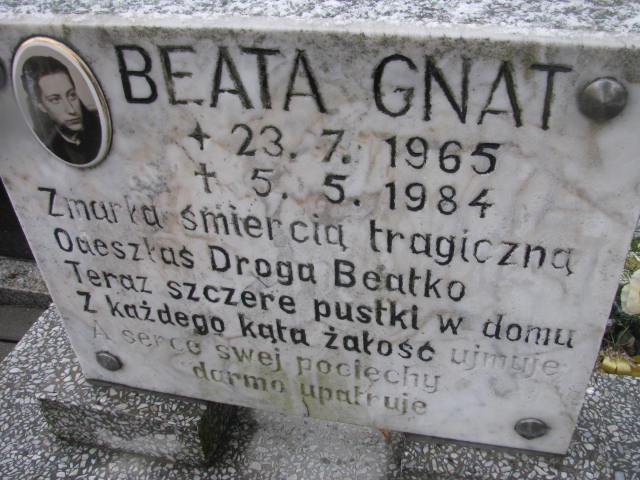 BEATA GNAT
+ 23. 7. 1965
+ 5. 5. 1984
Zmarła śmiercią tragiczną
Odeszłaś Droga Beatko
Teraz szczere pustki w domu
Z każdego kąta żałość ujmuje
A serce swej pociechy
darmo upatruje